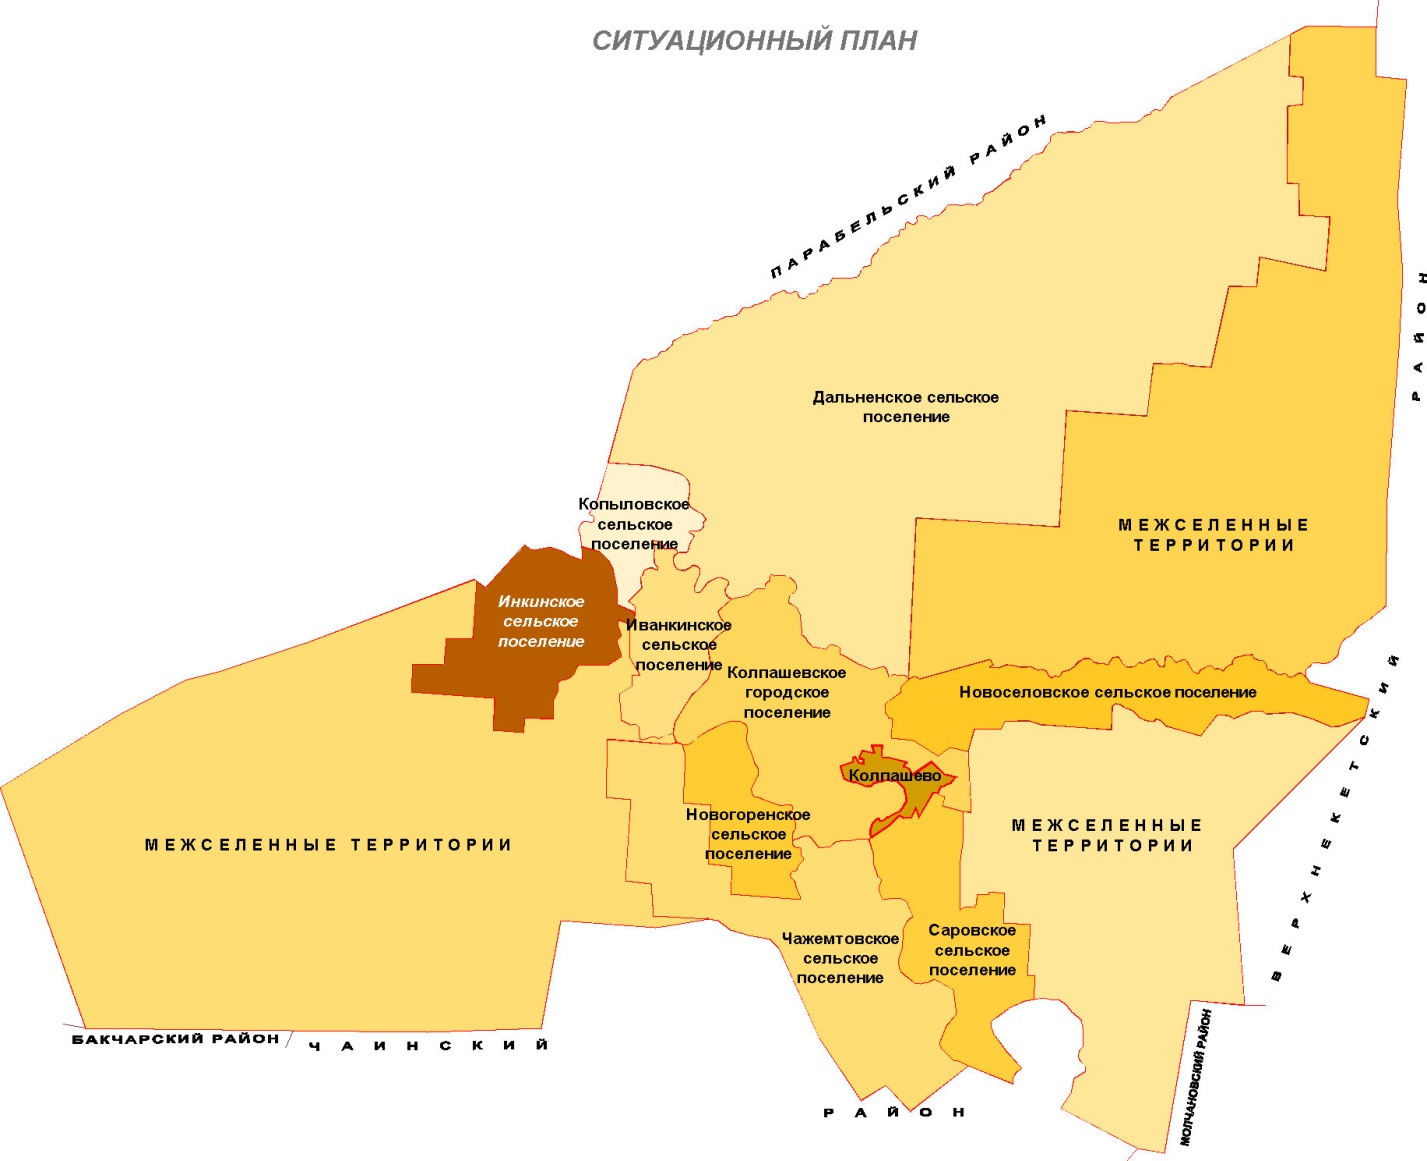 СИТУАЦИОННЫЙ ПЛАН
ПАРАБЕЛЬСКИЙ РАЙОН
РАЙОН
Дальненское сельское
поселение
Копыловское
сельское
поселение
МЕЖСЕЛЕННЫЕ
ТЕРРИТОРИИ
Инкинское
сельское
поселение
Иванкинское
сельское
поселение
Колпашевское
городское
поселение
Новоселовское сельское поселение
ВЕРХНЕКЕТСКИЙ
Колпашево
Новогоренское
сельское
поселение
МЕЖСЕЛЕННЫЕ
ТЕРРИТОРИИ
МЕЖСЕЛЕННЫЕ ТЕРРИТОРИИ
Чажемтовское
сельское
поселение
Саровское
сельское
поселение
БАКЧАРСКИЙ РАЙОН
ЧАИНСКИЙ
РАЙОН
МОЛЧАНОВСКИЙ РАЙОН